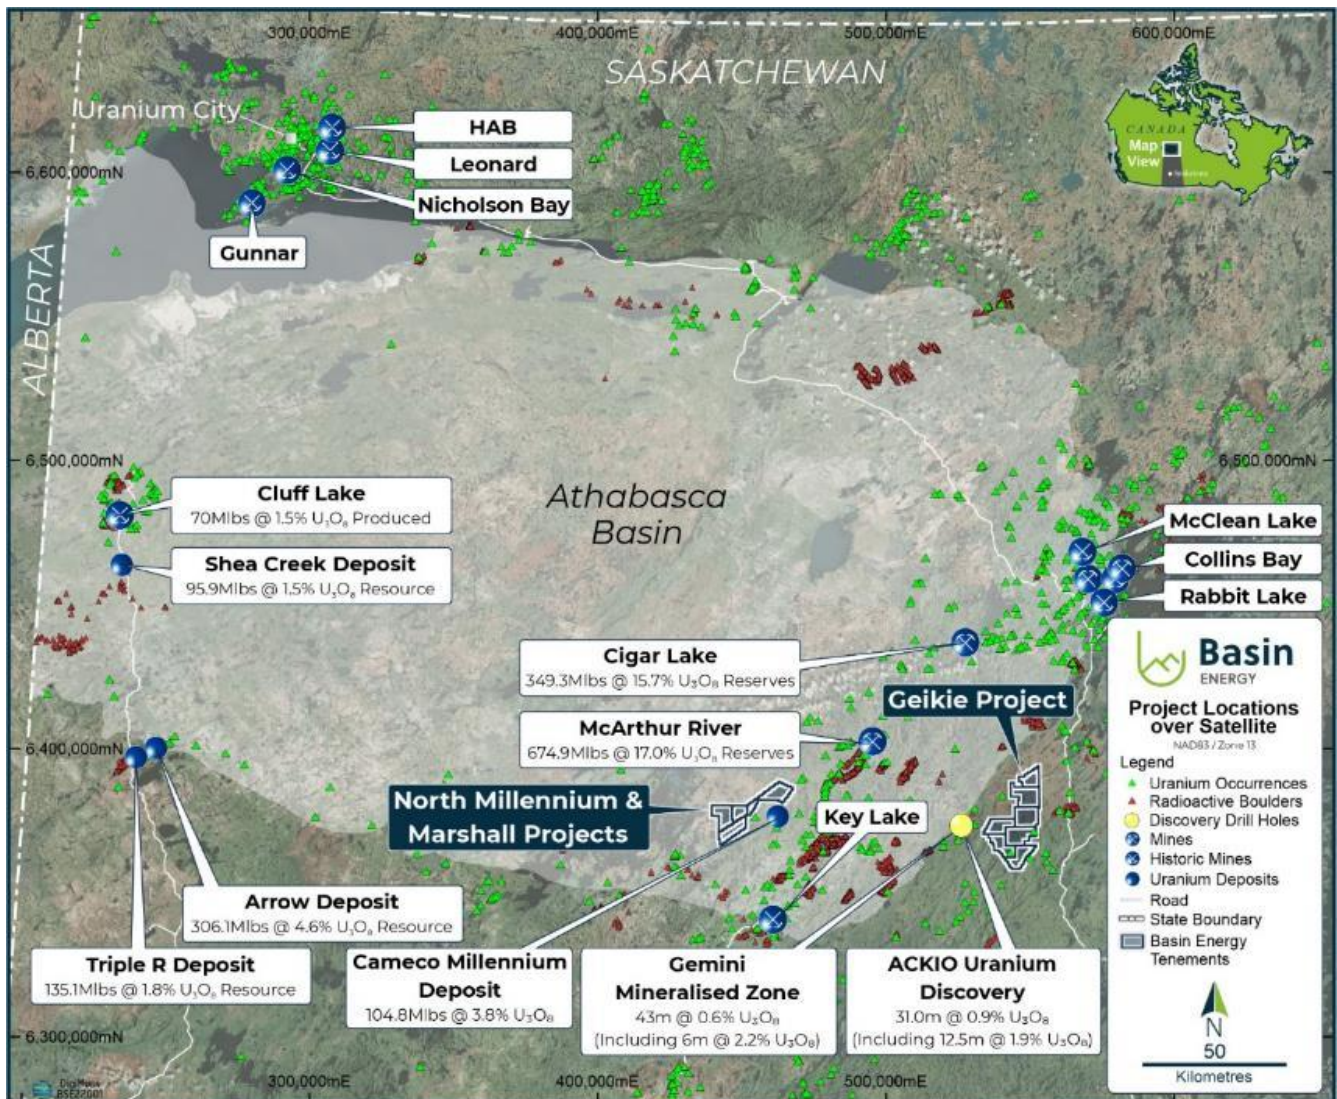 300,000mE
400,000mE
500,000mE
600,000mE
SASKATCHEWAN
Uranium City
HAB
Leonard
Nicholson Bay
Gunnar
6,600,000mN
ALBERTA
CANADA
Map
View
6,500,000mN
6,500,000mN
Athabasca
Basin
Cluff Lake
70Mlbs @ 1.5% U₃O₈ Produced
Shea Creek Deposit
95.9Mlbs @ 1.5% U₃O₈ Resource
McClean Lake
Collins Bay
Rabbit Lake
Cigar Lake
349.3Mlbs @ 15.7% U₃O₈ Reserves
McArthur River
674.9Mlbs @ 17.0% U₃O₈ Reserves
Geikie Project
6,400,000mN
North Millennium &
Marshall Projects
Key Lake
Arrow Deposit
306.1Mlbs @ 4.6% U₃O₈ Resource
Triple R Deposit
135.1Mlbs @ 1.8% U₃O₈ Resource
Cameco Millennium
Deposit
104.8Mlbs @ 3.8% U₃O₈
Gemini
Mineralised Zone
43m @ 0.6% U₃O₈
(Including 6m @ 2.2% U₃O₈)
ACKIO Uranium
Discovery
31.0m @ 0.9% U₃O₈
(Including 12.5m @ 1.9% U₃O₈)
6,300,000mN
300,000mE
400,000mE
500,000mE
DigiMaps
BSE22001
Basin
ENERGY
Project Locations
over Satellite
NAD83 / Zone 13
Legend
Uranium Occurrences
Radioactive Boulders
Discovery Drill Holes
Mines
Historic Mines
Uranium Deposits
Road
State Boundary
Basin Energy
Tenements
N
50
Kilometres